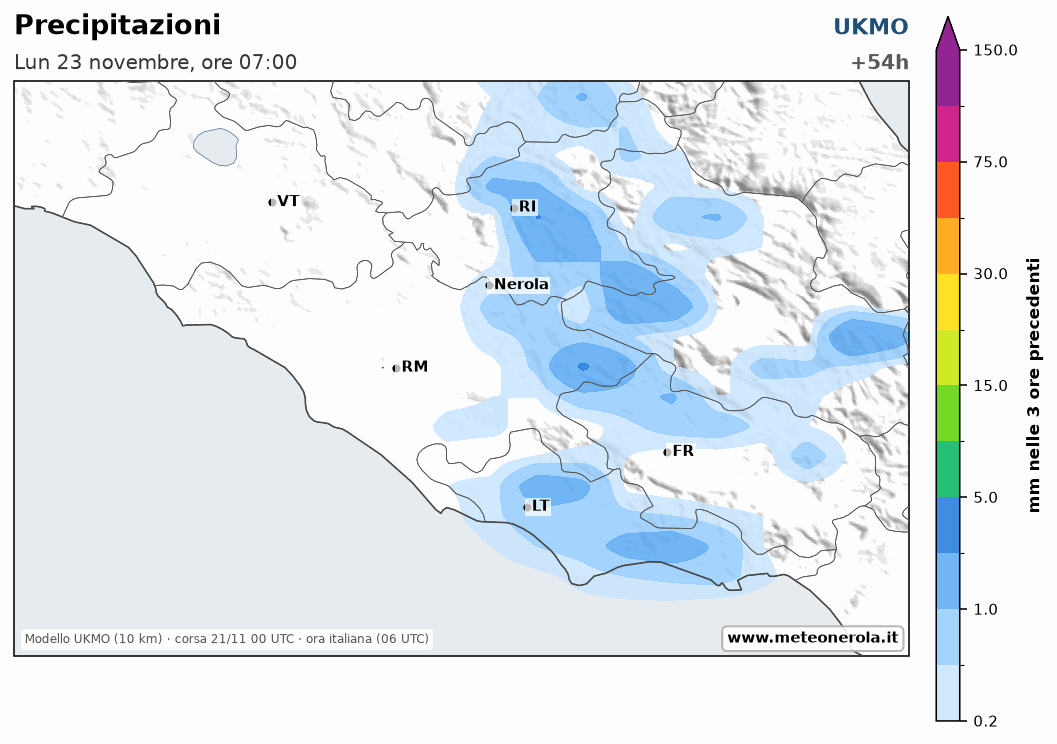 Precipitazioni
UKMO
Lun 23 novembre, ore 07:00
+54h
150.0
75.0
30.0
15.0
5.0
1.0
0.2
mm nelle 3 ore precedenti
VT
RI
Nerola
RM
FR
LT
Modello UKMO (10 km) · corsa 21/11 00 UTC · ora italiana (06 UTC)
www.meteonerola.it